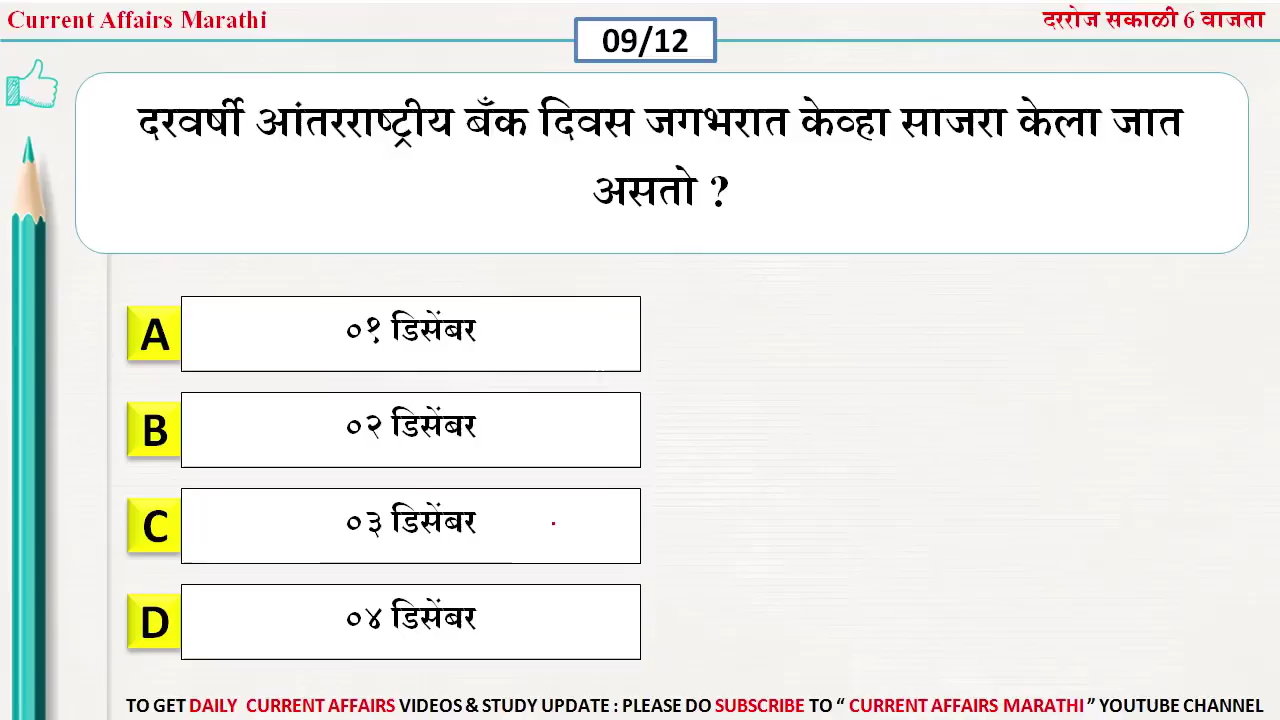 Current Affairs Marathi
दररोज सकाळी 6 वाजता
09/12
दरवर्षी आंतरराष्ट्रीय बँक दिवस जगभरात केव्हा साजरा केला जात
असतो ?
A ०१ डिसेंबर
B ०२ डिसेंबर
C ०३ डिसेंबर
D ०४ डिसेंबर
TO GET DAILY CURRENT AFFAIRS VIDEOS & STUDY UPDATE : PLEASE DO SUBSCRIBE TO “ CURRENT AFFAIRS MARATHI ” YOUTUBE CHANNEL